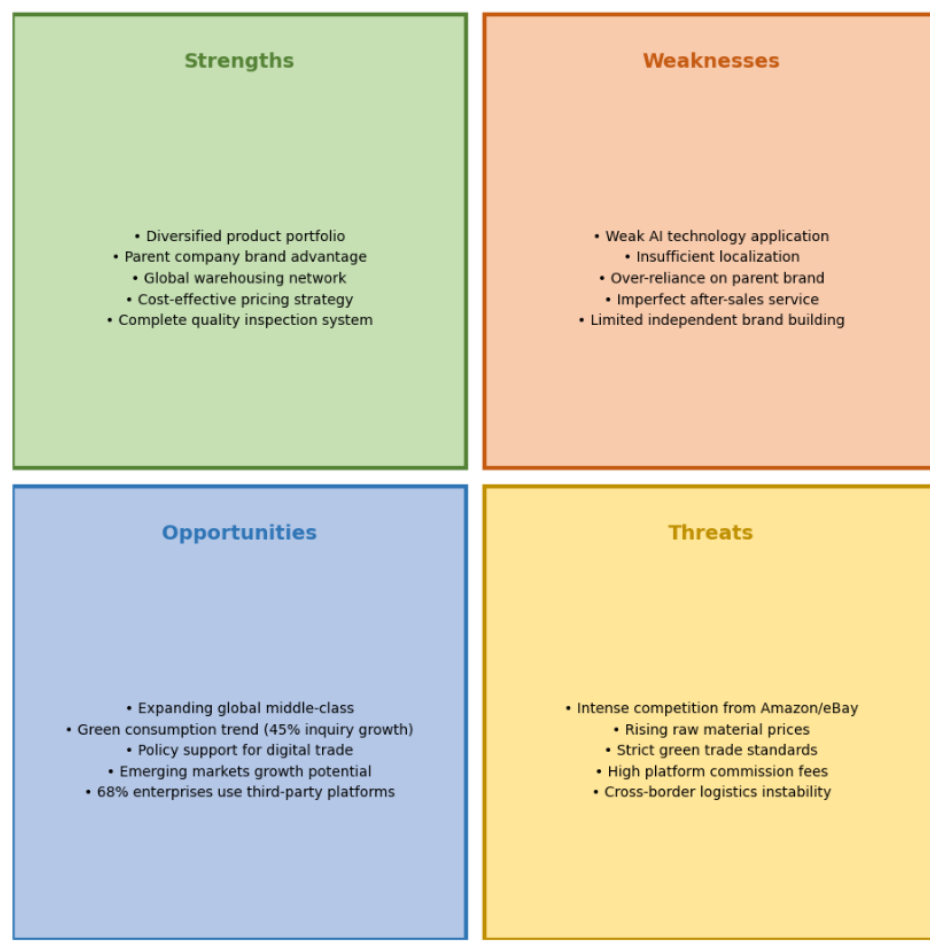 Strengths
• Diversified product portfolio
• Parent company brand advantage
• Global warehousing network
• Cost-effective pricing strategy
• Complete quality inspection system
Weaknesses
• Weak AI technology application
• Insufficient localization
• Over-reliance on parent brand
• Imperfect after-sales service
• Limited independent brand building
Opportunities
• Expanding global middle-class
• Green consumption trend (45% inquiry growth)
• Policy support for digital trade
• Emerging markets growth potential
• 68% enterprises use third-party platforms
Threats
• Intense competition from Amazon/eBay
• Rising raw material prices
• Strict green trade standards
• High platform commission fees
• Cross-border logistics instability